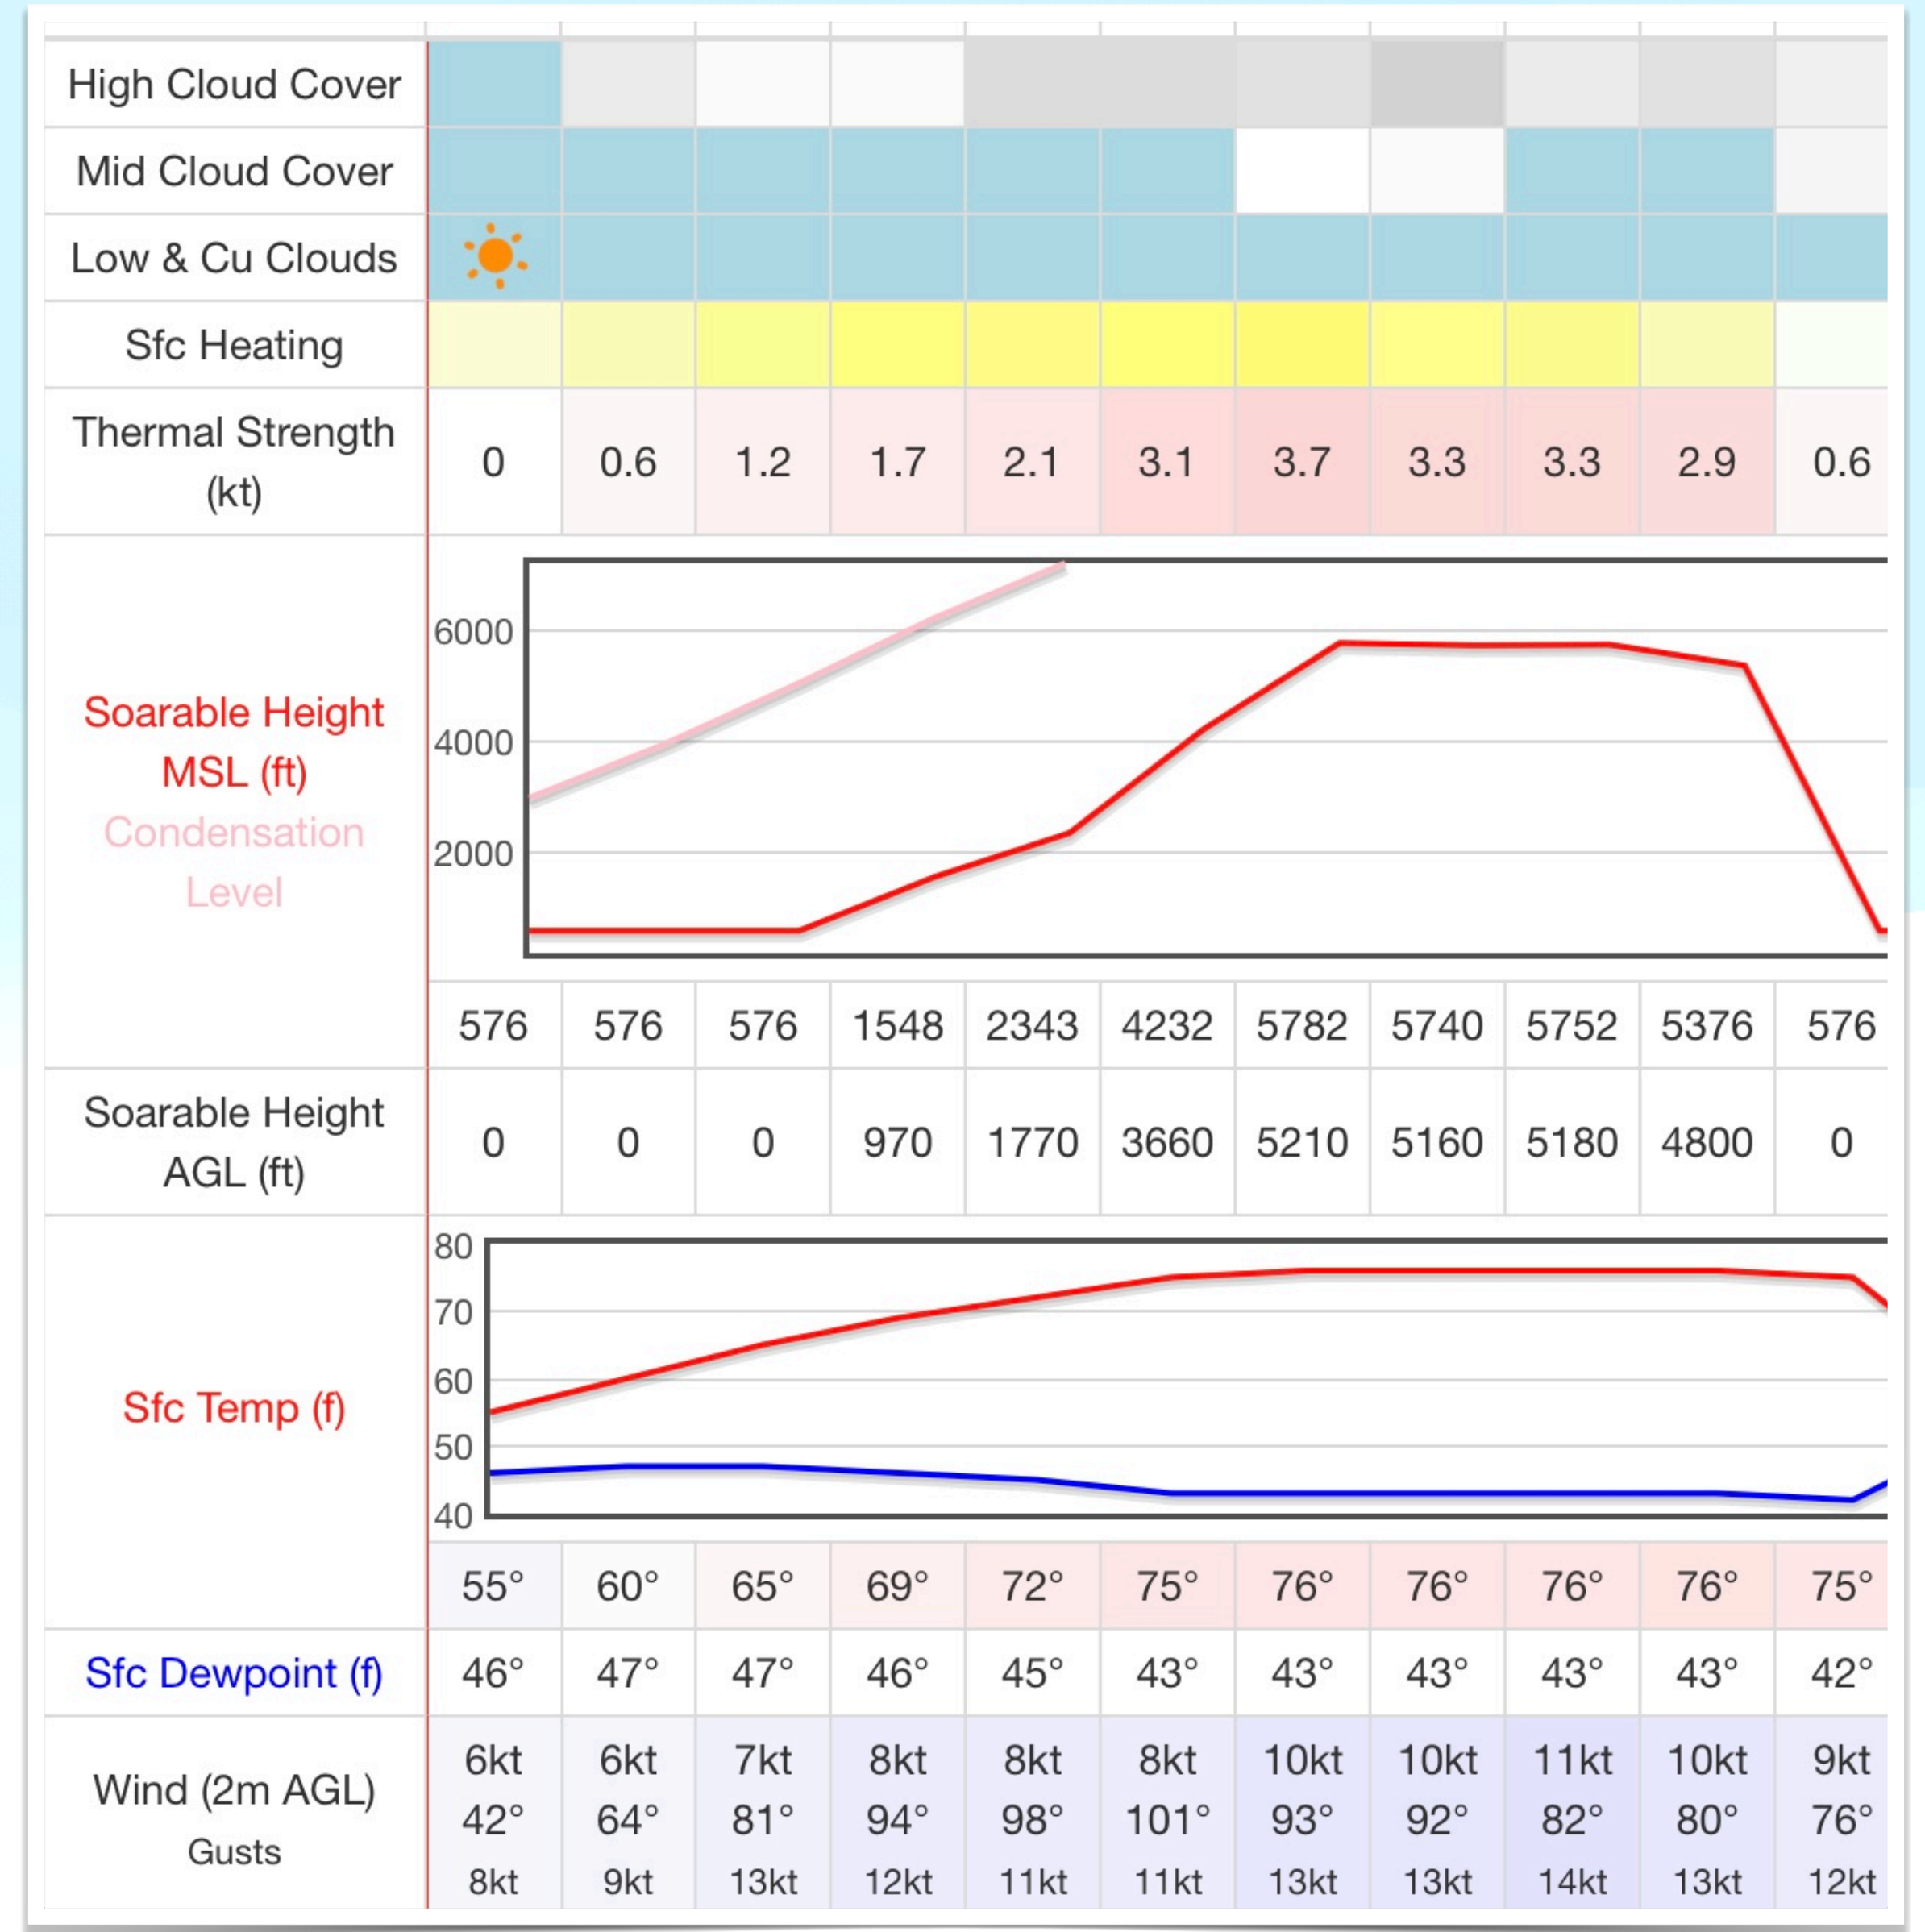 High Cloud Cover
Mid Cloud Cover
Low & Cu Clouds
Sfc Heating
Thermal Strength
(kt)
0 0.6 1.2 1.7 2.1 3.1 3.7 3.3 3.3 2.9 0.6
Soarable Height
MSL (ft)
Condensation
Level
6000
4000
2000
576 576 576 1548 2343 4232 5782 5740 5752 5376 576
Soarable Height
AGL (ft)
0 0 0 970 1770 3660 5210 5160 5180 4800 0
Sfc Temp (f)
80
70
60
50
40
55° 60° 65° 69° 72° 75° 76° 76° 76° 76° 75°
Sfc Dewpoint (f) 46° 47° 47° 46° 45° 43° 43° 43° 43° 43° 42°
Wind (2m AGL)
Gusts
6kt 6kt 7kt 8kt 8kt 8kt 10kt 10kt 11kt 10kt 9kt
42° 64° 81° 94° 98° 101° 93° 92° 82° 80° 76°
8kt 9kt 13kt 12kt 11kt 11kt 13kt 13kt 14kt 13kt 12kt